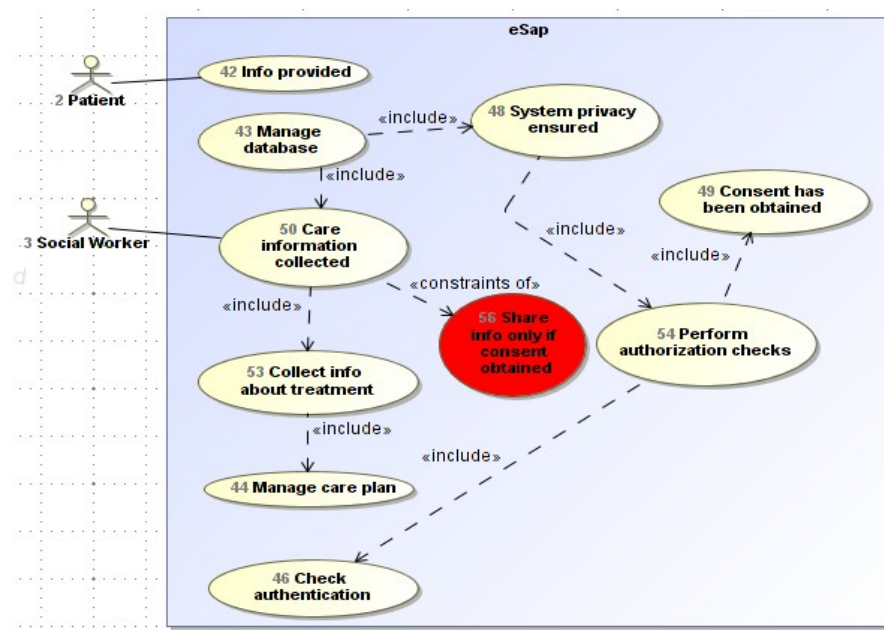 eSap
42 Info provided
2 Patient
«include»
48 System privacy
ensured
43 Manage
database
«include»
49 Consent has
been obtained
3 Social Worker
50 Care
information
collected
«include»
«include»
d
«constraints of»
«include»
56 Share
info only if
consent
obtained
54 Perform
authorization checks
53 Collect info
about treatment
«include»
«include»
44 Manage care plan
46 Check
authentication